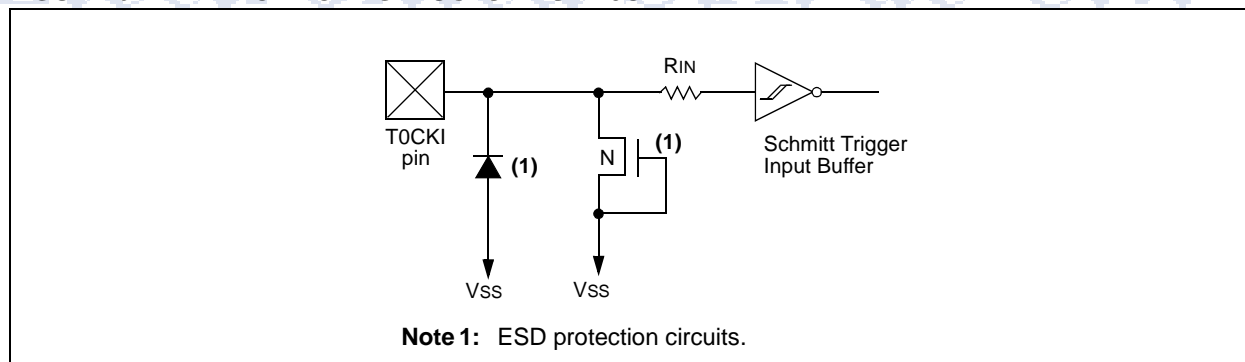 RIN
T0CKI
pin
(1)
N
(1)
Schmitt Trigger
Input Buffer
VSS
VSS
Note 1: ESD protection circuits.